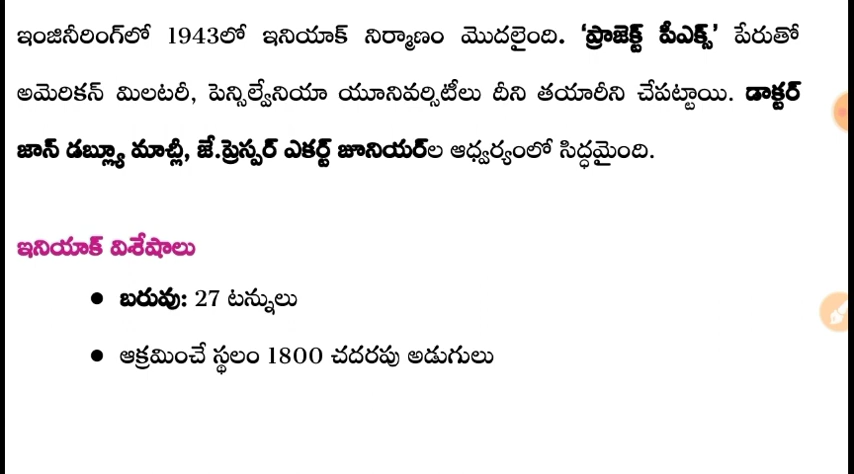 ఇంజినీరింగ్‌లో 1943లో ఇనియాక్ నిర్మాణం మొదలైంది. ‘ప్రాజెక్ట్ పీఎక్స్’ పేరుతో
అమెరికన్ మిలటరీ, పెన్సిల్వేనియా యూనివర్సిటీలు దీని తయారీని చేపట్టాయి. డాక్టర్
జాన్ డబ్ల్యూ మాచ్లీ, జే.ప్రెస్పర్ ఎకర్ట్ జూనియర్‌ల ఆధ్వర్యంలో సిద్ధమైంది.
ఇనియాక్ విశేషాలు
• బరువు: 27 టన్నులు
• ఆక్రమించే స్థలం 1800 చదరపు అడుగులు